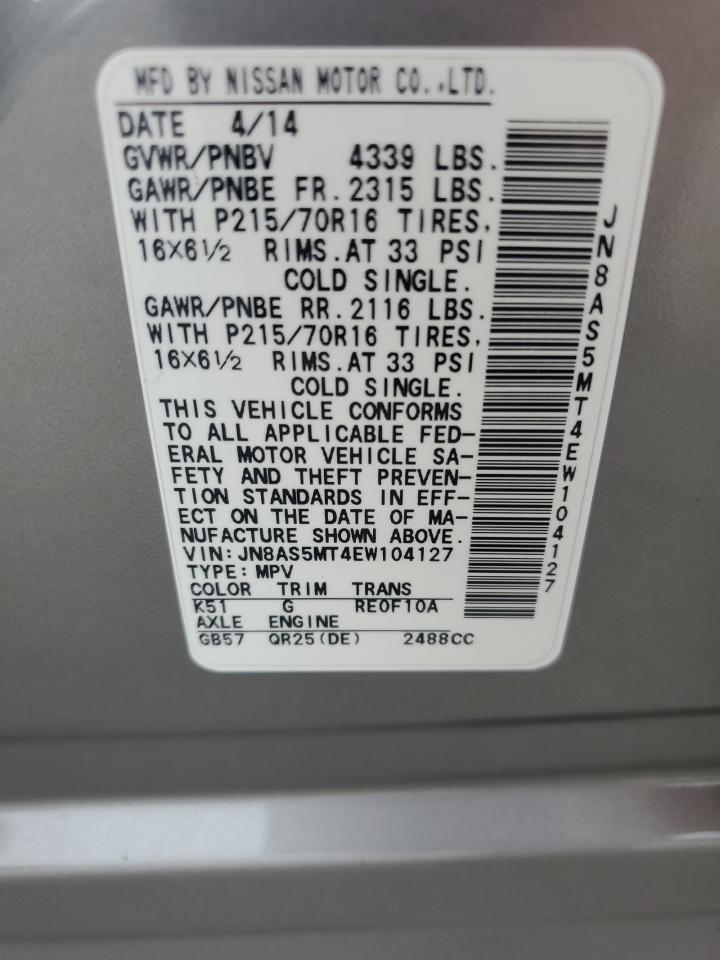 MFD BY NISSAN MOTOR CO.,LTD.
DATE 4/14
GVWR/PNBV 4339 LBS.
GAWR/PNBE FR. 2315 LBS.
WITH P215/70R16 TIRES,
16X6½ RIMS.AT 33 PSI
COLD SINGLE.
GAWR/PNBE RR. 2116 LBS.
WITH P215/70R16 TIRES,
16X6½ RIMS.AT 33 PSI
COLD SINGLE.
THIS VEHICLE CONFORMS
TO ALL APPLICABLE FED-
ERAL MOTOR VEHICLE SA-
FETY AND THEFT PREVEN-
TION STANDARDS IN EFF-
ECT ON THE DATE OF MA-
NUFACTURE SHOWN ABOVE.
VIN: JN8AS5MT4EW104127
TYPE: MPV
COLOR TRIM TRANS
K51 G RE0F10A
AXLE ENGINE
GB57 QR25(DE) 2488CC
JN8AS5MT4EW104127